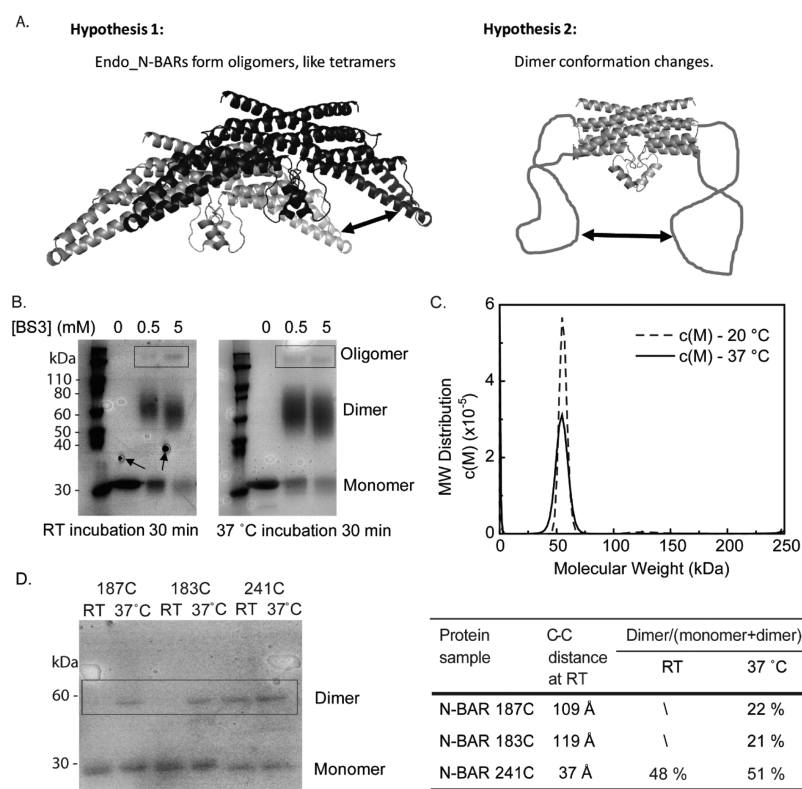 A.
Hypothesis 1:
Endo_N-BARs form oligomers, like tetramers
Hypothesis 2:
Dimer conformation changes.
B.
[BS3] (mM) 0 0.5 5 0 0.5 5
kDa
110 -
80 -
60 -
50 -
40 -
30 -
Oligomer
Dimer
Monomer
RT incubation 30 min
37 ˚C incubation 30 min
C.
6
4
2
0
MW Distribution
c(M) (x10-5)
c(M) - 20 °C
c(M) - 37 °C
0 50 100 150 200 250
Molecular Weight (kDa)
D.
187C 183C 241C
RT 37˚C RT 37˚C RT 37˚C
kDa
60 -
30 -
Dimer
Monomer
Protein sample C-C distance at RT Dimer/(monomer+dimer)
RT 37 ˚C
N-BAR 187C 109 Å \ 22 %
N-BAR 183C 119 Å \ 21 %
N-BAR 241C 37 Å 48 % 51 %